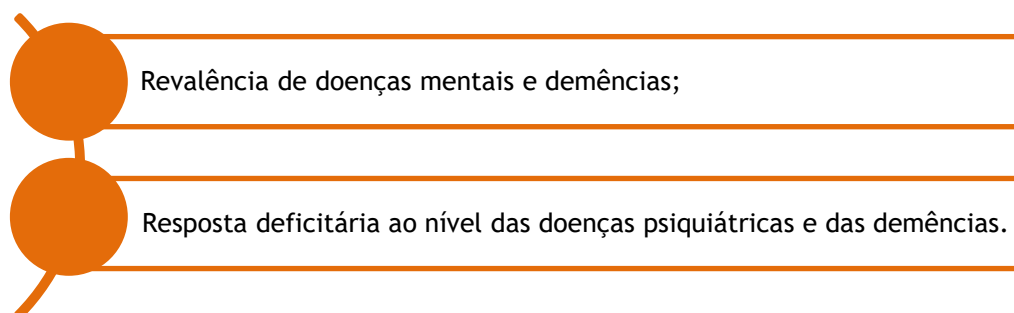 Revalência de doenças mentais e demências;
Resposta deficitária ao nível das doenças psiquiátricas e das demências.